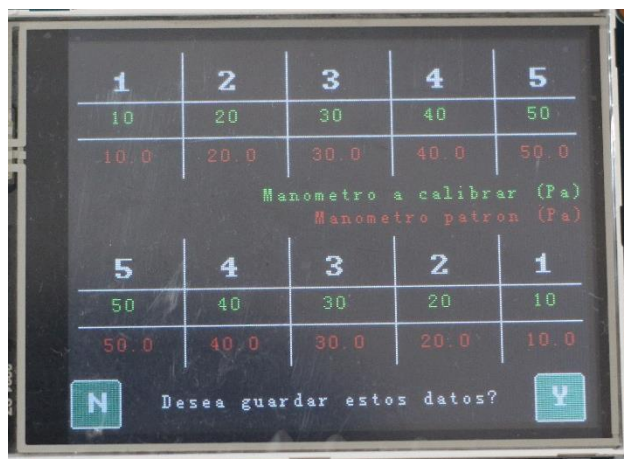 1 2 3 4 5
10 20 30 40 50
10.0 20.0 30.0 40.0 50.0
Manometro a calibrar (Pa)
Manometro patron (Pa)
5 4 3 2 1
50 40 30 20 10
50.0 40.0 30.0 20.0 10.0
N Desea guardar estos datos? Y